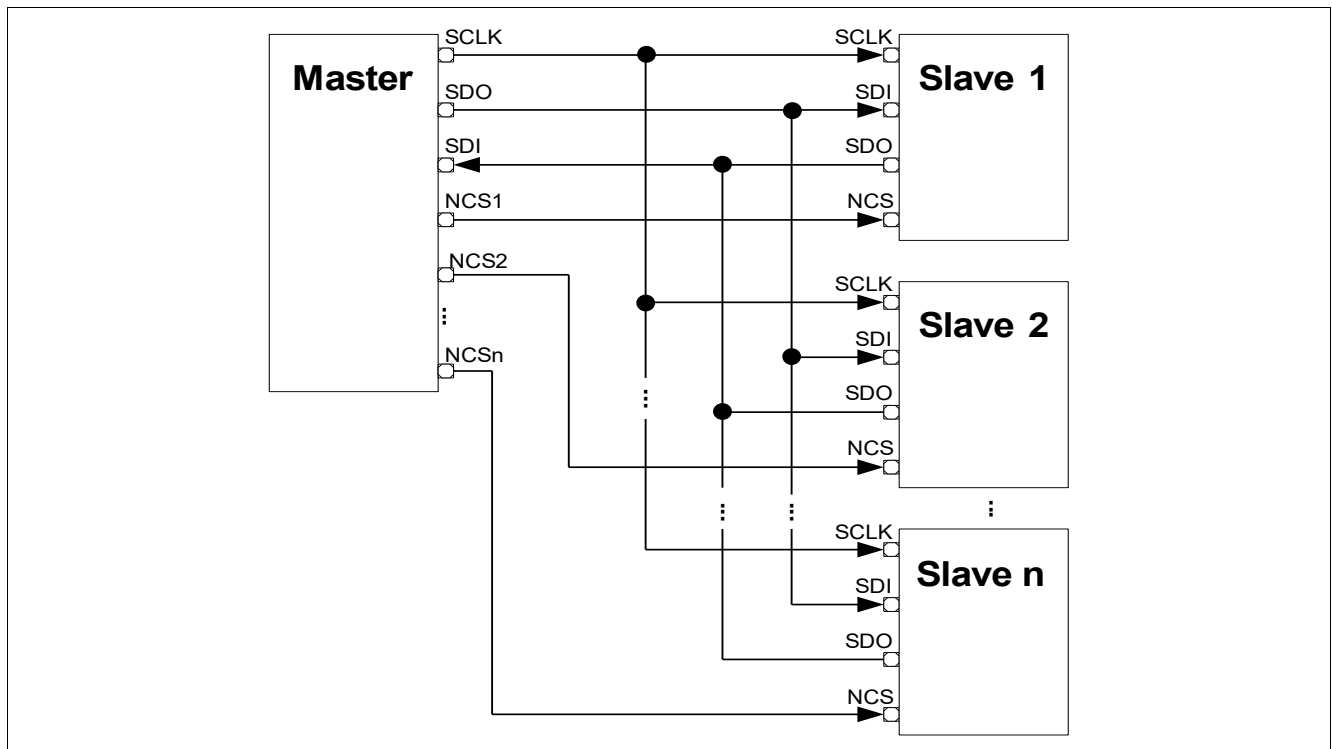 Master
SCLK
SDO
SDI
NCS1
NCS2
...
NCSn
SCLK
Slave 1
SDI
SDO
NCS
SCLK
Slave 2
SDI
SDO
NCS
...
...
...
...
SCLK
Slave n
SDI
SDO
NCS